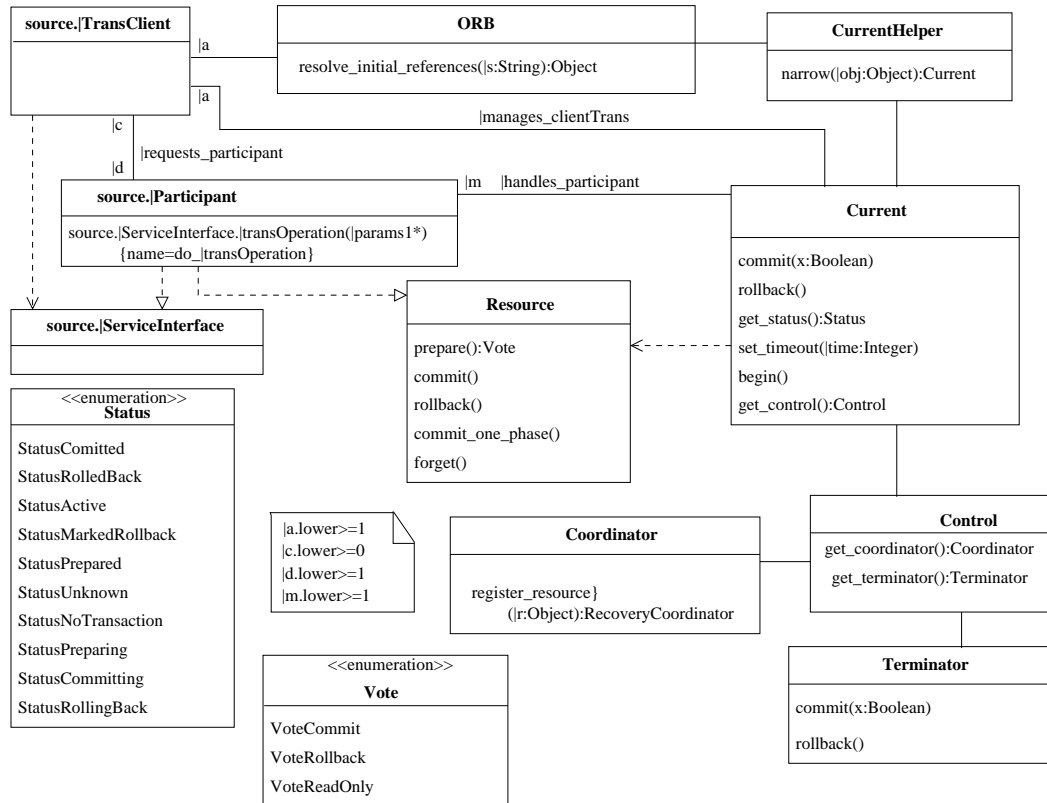 source.|TransClient
ORB
resolve_initial_references(|s:String):Object
CurrentHelper
narrow(|obj:Object):Current
|a
|a
|manages_clientTrans
|c
|requests_participant
|d
source.|Participant
source.|ServiceInterface.|transOperation(|params1*)
{name=do_|transOperation}
|m
|handles_participant
Current
commit(x:Boolean)
rollback()
get_status():Status
set_timeout(|time:Integer)
begin()
get_control():Control
source.|ServiceInterface
Resource
prepare():Vote
commit()
rollback()
commit_one_phase()
forget()
<<enumeration>>
Status
StatusComitted
StatusRolledBack
StatusActive
StatusMarkedRollback
StatusPrepared
StatusUnknown
StatusNoTransaction
StatusPreparing
StatusCommitting
StatusRollingBack
|a.lower>=1
|c.lower>=0
|d.lower>=1
|m.lower>=1
Coordinator
register_resource}
(|r:Object):RecoveryCoordinator
Control
get_coordinator():Coordinator
get_terminator():Terminator
<<enumeration>>
Vote
VoteCommit
VoteRollback
VoteReadOnly
Terminator
commit(x:Boolean)
rollback()